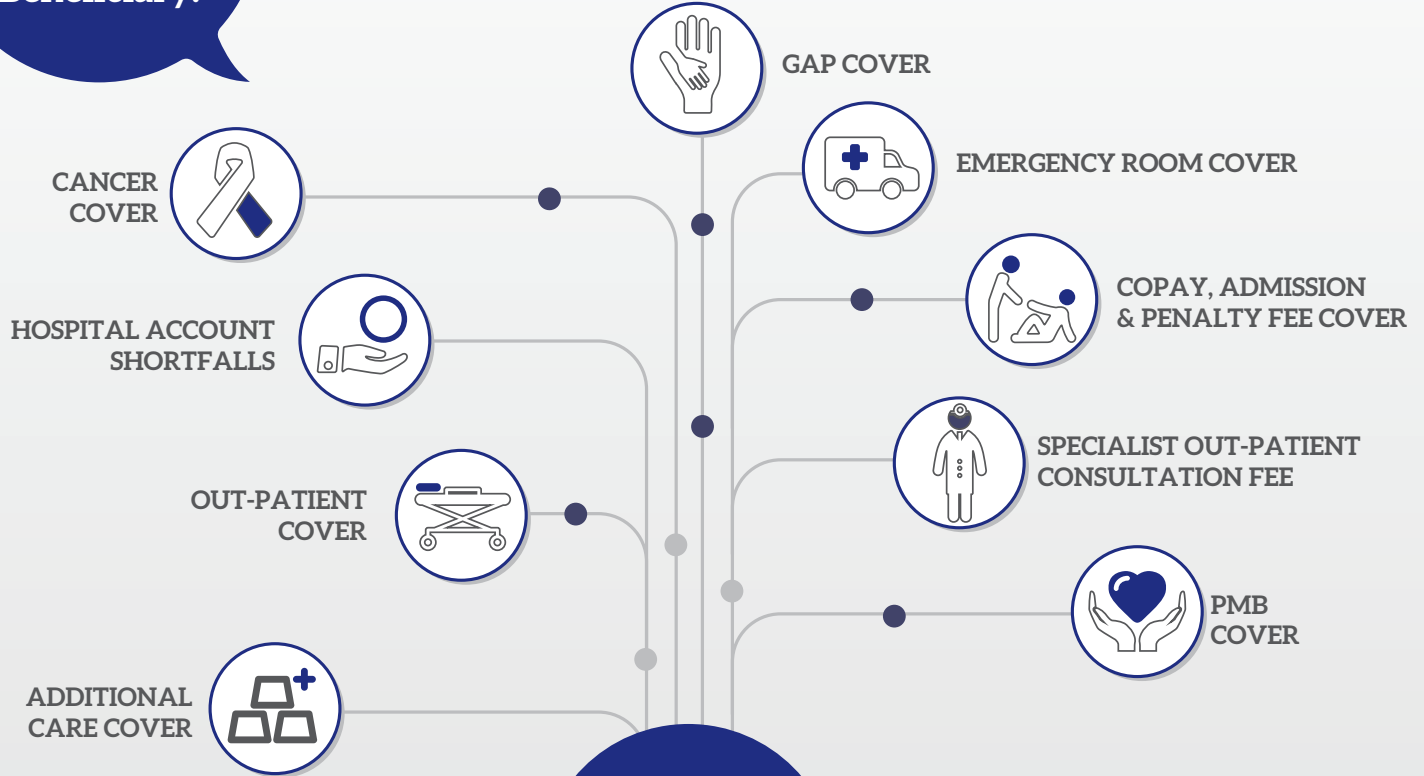 Beneficiary.
GAP COVER
EMERGENCY ROOM COVER
CANCER
COVER
COPAY, ADMISSION
& PENALTY FEE COVER
HOSPITAL ACCOUNT
SHORTFALLS
SPECIALIST OUT-PATIENT
CONSULTATION FEE
OUT-PATIENT
COVER
PMB
COVER
ADDITIONAL
CARE COVER